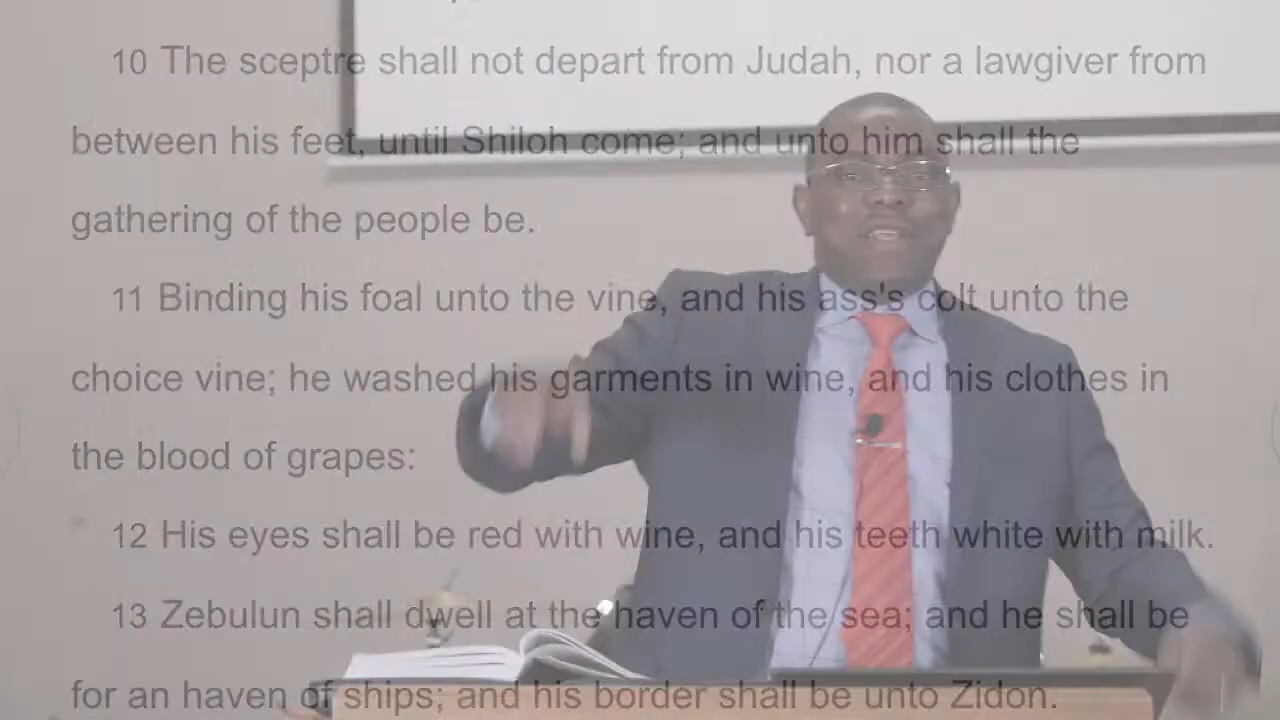 10 The sceptre shall not depart from Judah, nor a lawgiver from
between his feet, until Shiloh come; and unto him shall the
gathering of the people be.
11 Binding his foal unto the vine, and his ass's colt unto the
choice vine; he washed his garments in wine, and his clothes in
the blood of grapes:
12 His eyes shall be red with wine, and his teeth white with milk.
13 Zebulun shall dwell at the haven of the sea; and he shall be
for an haven of ships; and his border shall be unto Zidon.